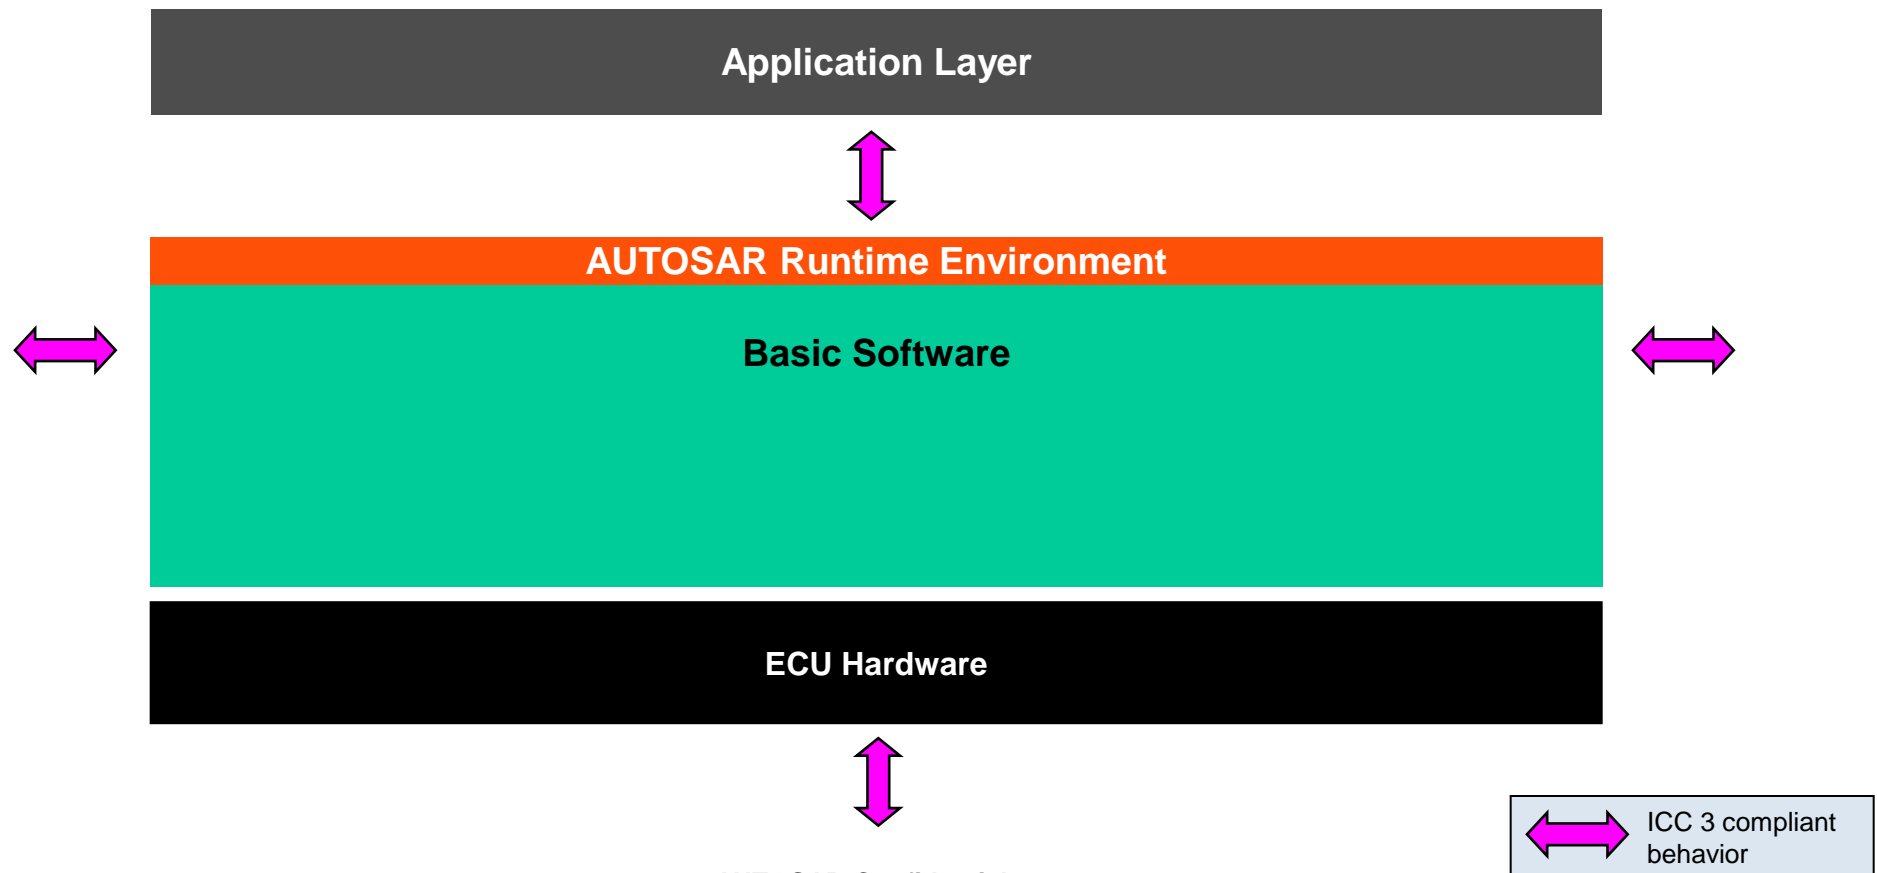 Application Layer
AUTOSAR Runtime Environment
Basic Software
ECU Hardware
ICC 3 compliant
behavior